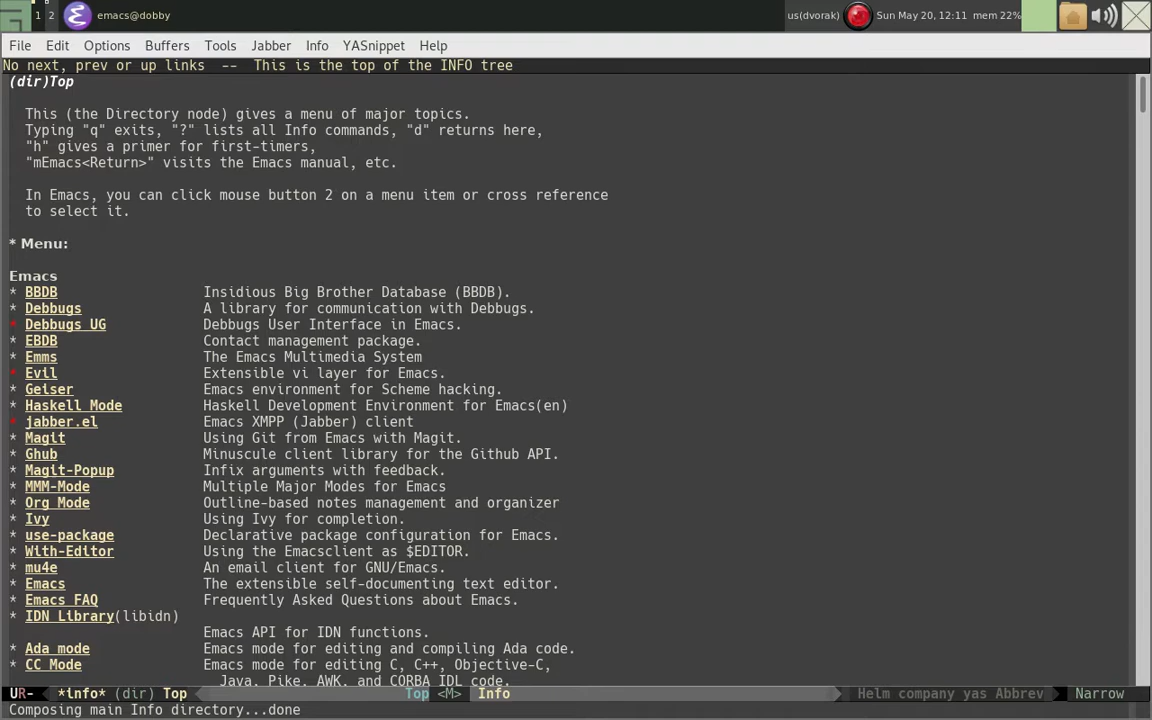 1 2 emacs@dobby us(dvorak) Sun May 20, 12:11 mem 22%
File Edit Options Buffers Tools Jabber Info YASnippet Help
No next, prev or up links -- This is the top of the INFO tree
(dir)Top
This (the Directory node) gives a menu of major topics.
Typing "q" exits, "?" lists all Info commands, "d" returns here,
"h" gives a primer for first-timers,
"mEmacs<Return>" visits the Emacs manual, etc.
In Emacs, you can click mouse button 2 on a menu item or cross reference
to select it.
* Menu:
Emacs
* BBDB Insidious Big Brother Database (BBDB).
* Debbugs A library for communication with Debbugs.
* Debbugs UG Debbugs User Interface in Emacs.
* EBDB Contact management package.
* Emms The Emacs Multimedia System
* Evil Extensible vi layer for Emacs.
* Geiser Emacs environment for Scheme hacking.
* Haskell Mode Haskell Development Environment for Emacs(en)
* jabber.el Emacs XMPP (Jabber) client
* Magit Using Git from Emacs with Magit.
* Ghub Minuscule client library for the Github API.
* Magit-Popup Infix arguments with feedback.
* MMM-Mode Multiple Major Modes for Emacs
* Org Mode Outline-based notes management and organizer
* Ivy Using Ivy for completion.
* use-package Declarative package configuration for Emacs.
* With-Editor Using the Emacsclient as $EDITOR.
* mu4e An email client for GNU/Emacs.
* Emacs The extensible self-documenting text editor.
* Emacs FAQ Frequently Asked Questions about Emacs.
* IDN Library(libidn)
Emacs API for IDN functions.
* Ada mode Emacs mode for editing and compiling Ada code.
* CC Mode Emacs mode for editing C, C++, Objective-C,
Java, Pike, AWK, and CORBA IDL code.
UR- *info* (dir) Top Top <M> Info Helm company yas Abbrev Narrow
Composing main Info directory...done